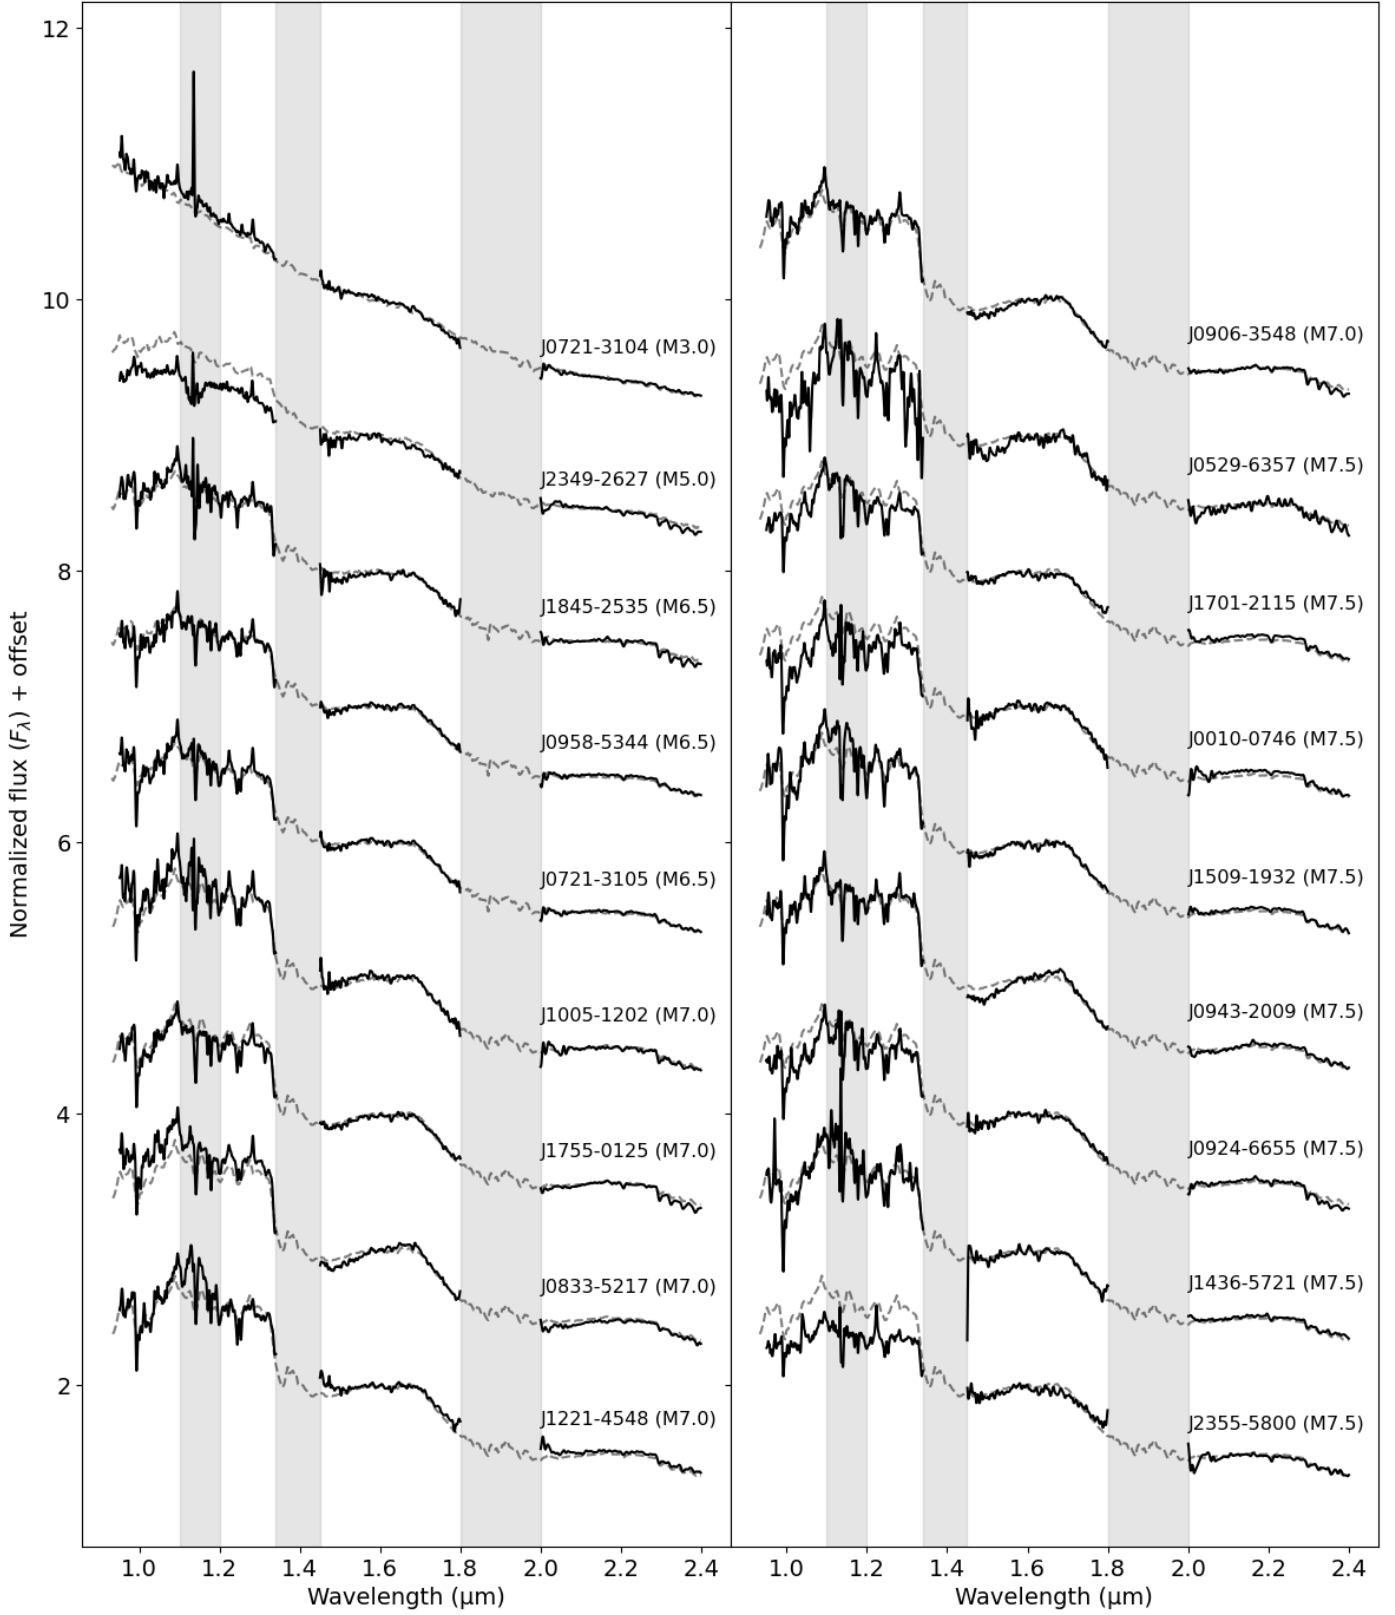 12
10
8
6
4
2
Normalized flux (Fλ) + offset
J0721-3104 (M3.0)
J2349-2627 (M5.0)
J1845-2535 (M6.5)
J0958-5344 (M6.5)
J0721-3105 (M6.5)
J1005-1202 (M7.0)
J1755-0125 (M7.0)
J0833-5217 (M7.0)
J1221-4548 (M7.0)
1.0 1.2 1.4 1.6 1.8 2.0 2.2 2.4
Wavelength (μm)
J0906-3548 (M7.0)
J0529-6357 (M7.5)
J1701-2115 (M7.5)
J0010-0746 (M7.5)
J1509-1932 (M7.5)
J0943-2009 (M7.5)
J0924-6655 (M7.5)
J1436-5721 (M7.5)
J2355-5800 (M7.5)
1.0 1.2 1.4 1.6 1.8 2.0 2.2 2.4
Wavelength (μm)